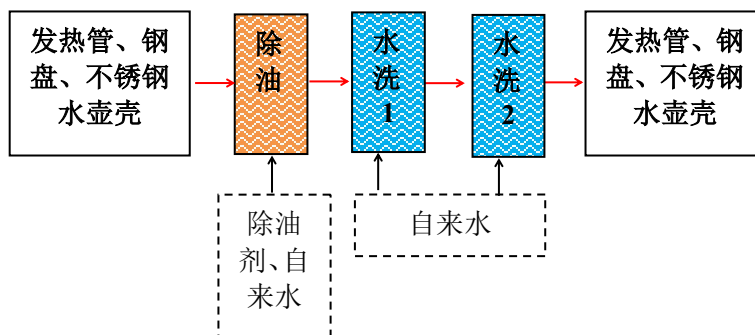 发热管、钢
盘、不锈钢
水壶壳
除
油
水
洗
1
水
洗
2
发热管、钢
盘、不锈钢
水壶壳
除油
剂、自
来水
自来水